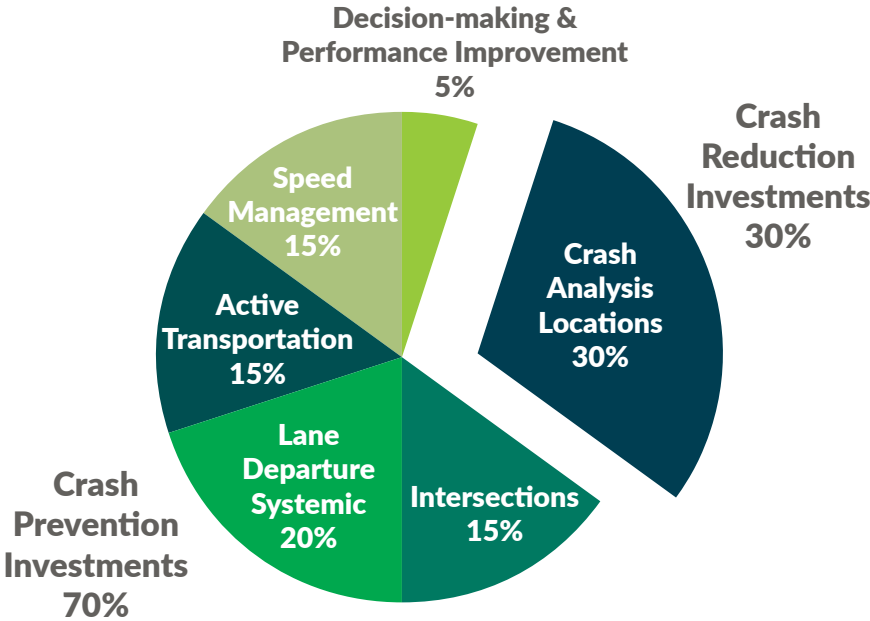 Decision-making &
Performance Improvement
5%
Crash
Reduction
Investments
30%
Speed
Management
15%
Crash
Analysis
Locations
30%
Active
Transportation
15%
Lane
Departure
Systemic
20%
Intersections
15%
Crash
Prevention
Investments
70%